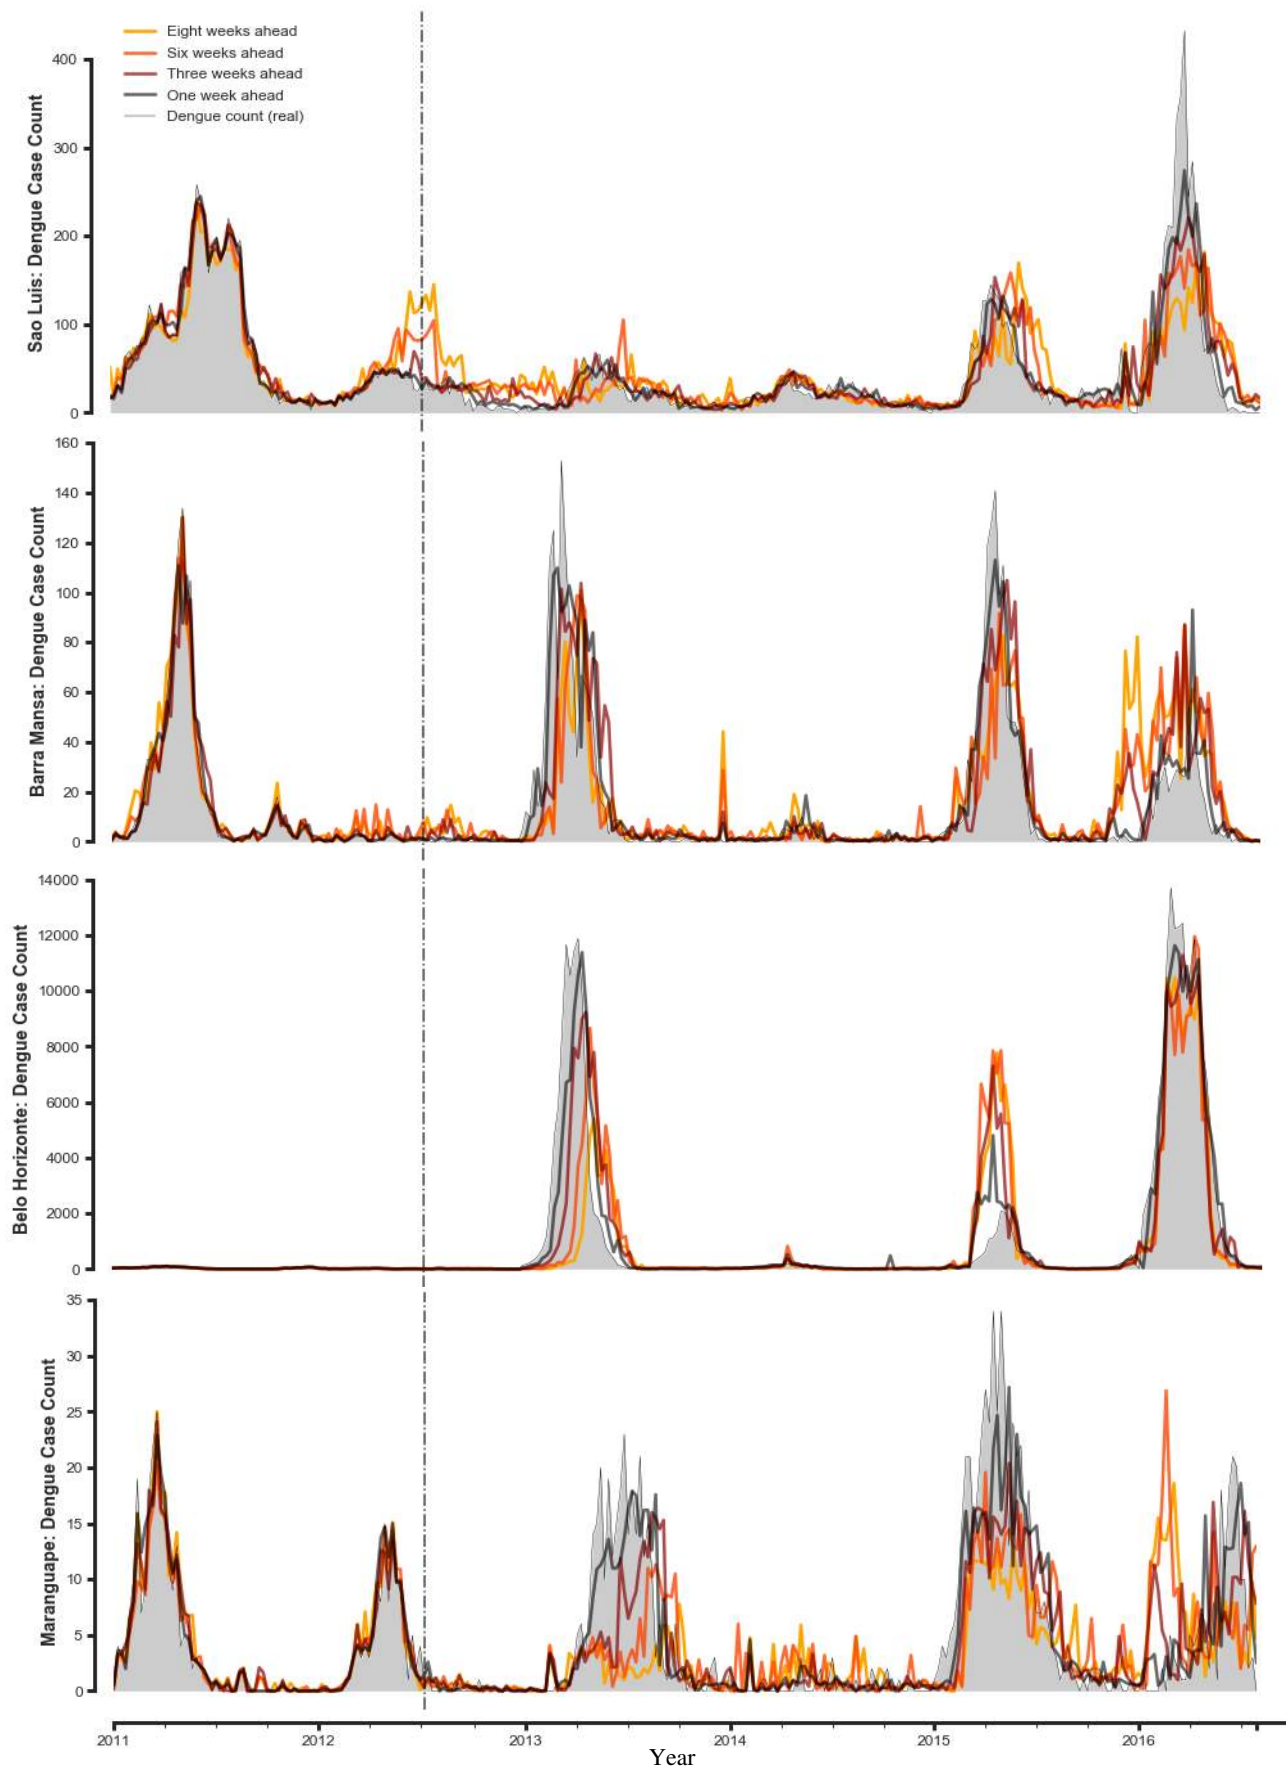 Eight weeks ahead
Six weeks ahead
Three weeks ahead
One week ahead
Dengue count (real)
Sao Luis: Dengue Case Count
400
300
200
100
0
Barra Mansa: Dengue Case Count
160
140
120
100
80
60
40
20
0
Belo Horizonte: Dengue Case Count
14000
12000
10000
8000
6000
4000
2000
0
Maranguape: Dengue Case Count
35
30
25
20
15
10
5
0
2011 2012 2013 2014 2015 2016
Year